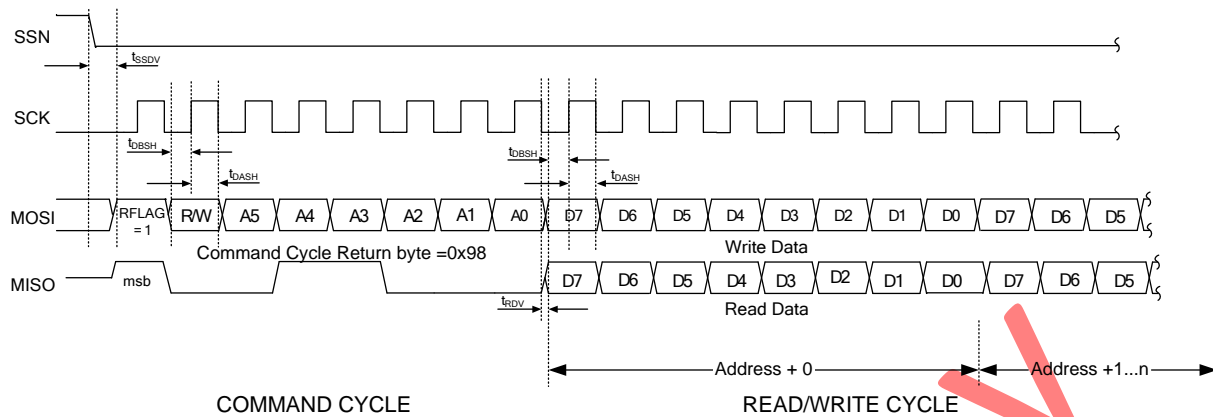 SSN
tSSDV
SCK
tDBSH
tDBSH
tDASH
tDASH
MOSI
RFLAG
= 1
R/W A5 A4 A3 A2 A1 A0 D7 D6 D5 D4 D3 D2 D1 D0 D7 D6 D5
Command Cycle Return byte =0x98
Write Data
MISO
msb
D7 D6 D5 D4 D3 D2 D1 D0 D7 D6 D5
tRDV
Read Data
Address + 0
Address +1...n
COMMAND CYCLE
READ/WRITE CYCLE